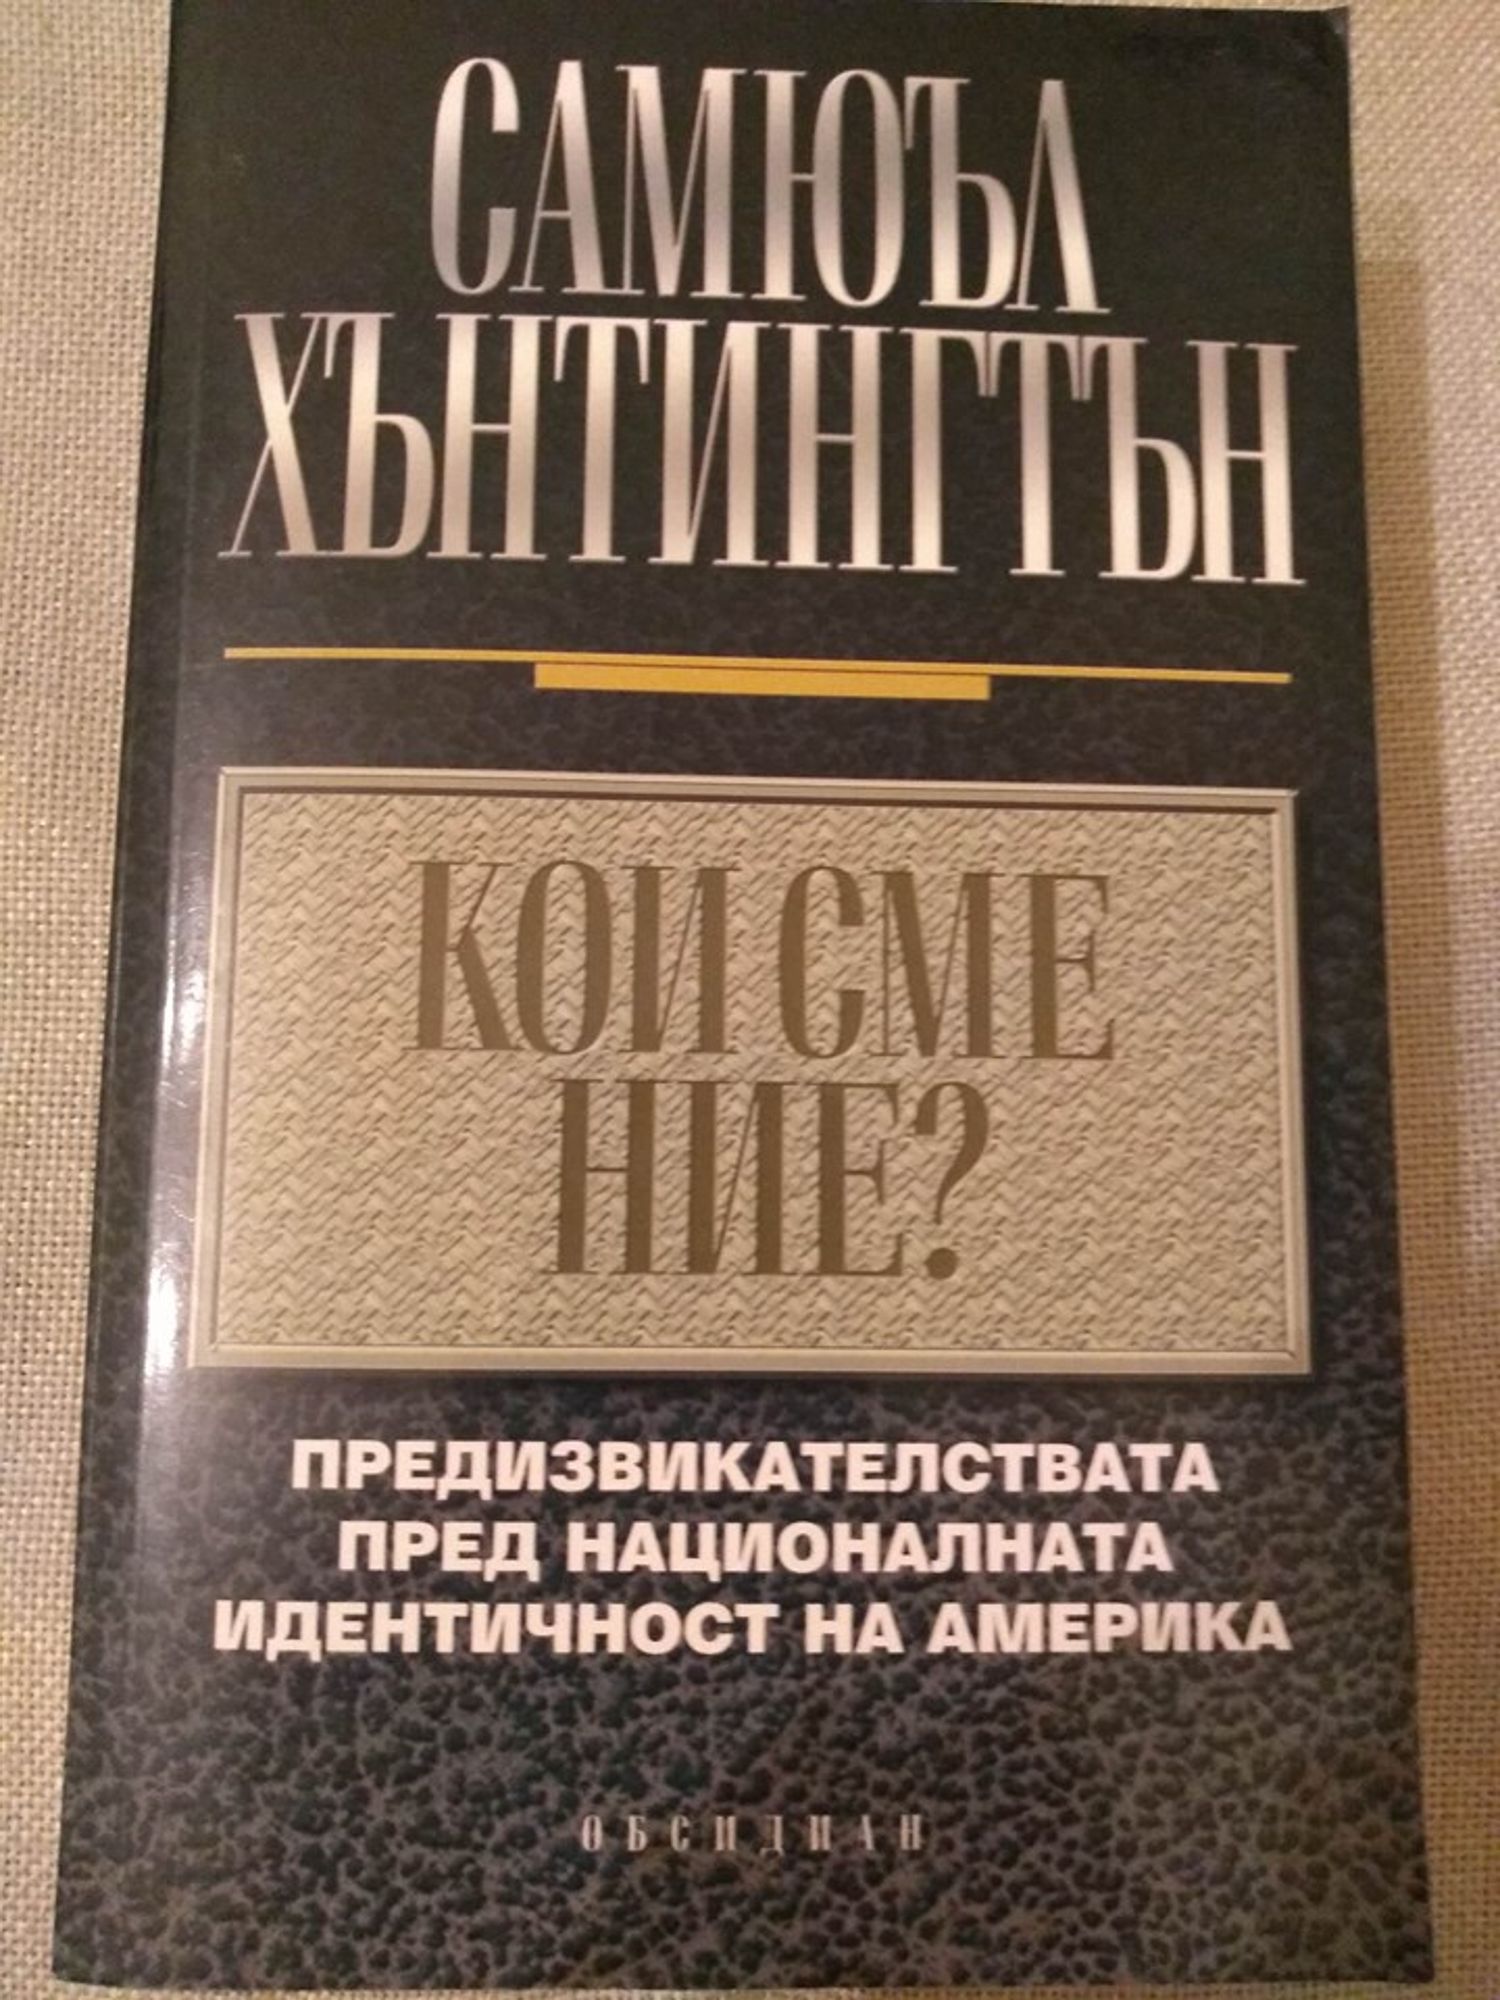 САМЮЪЛ
ХЪНТИНГТЪН
КОИ СМЕ
НИЕ?
ПРЕДИЗВИКАТЕЛСТВАТА
ПРЕД НАЦИОНАЛНАТА
ИДЕНТИЧНОСТ НА АМЕРИКА
ОБСИДИАН